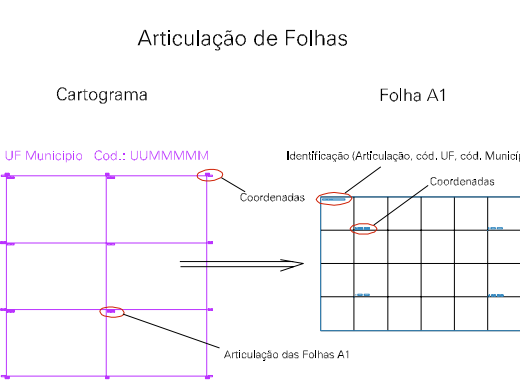 Articulação de Folhas
Cartograma
Folha A1
UF Municipio Cod.: UUMMMMM
Identificação (Articulação, cód. UF, cód.
Coordenadas
Coordenadas
Articulação das Folhas A1